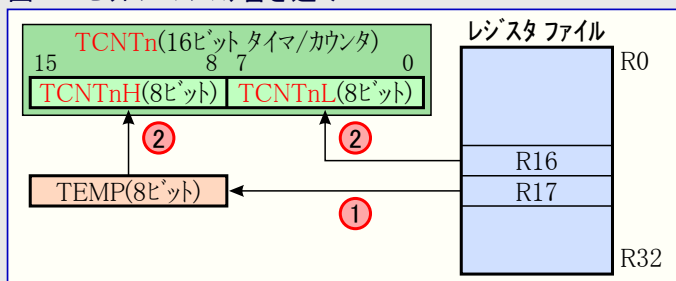 TCNTn(16ビット タイマ/カウンタ)
15 8 7 0
TCNTnH(8ビット) TCNTnL(8ビット)
② ②
TEMP(8ビット)
①
レジスタ ファイル
R0
R16
R17
R32